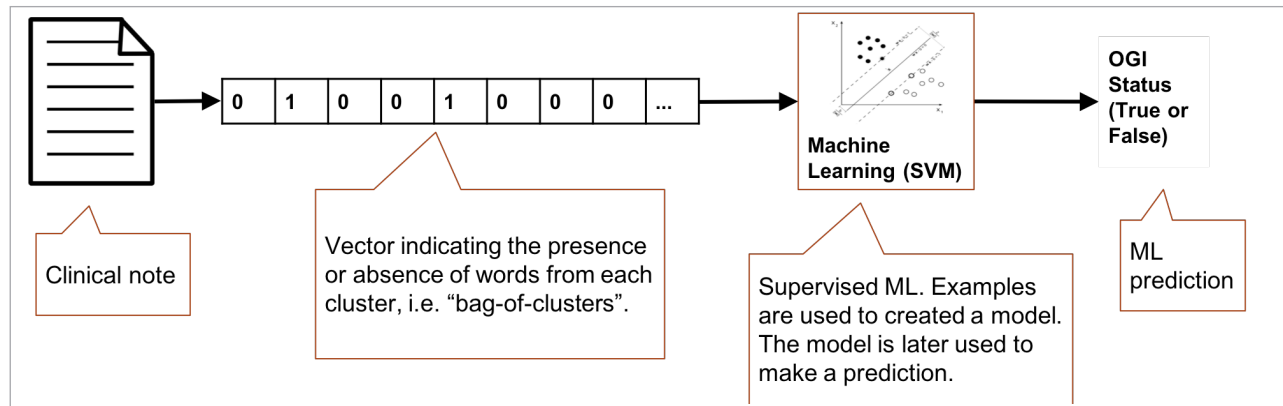 0 1 0 0 1 0 0 0 ...
Machine
Learning (SVM)
OGI
Status
(True or
False)
Clinical note
Vector indicating the presence
or absence of words from each
cluster, i.e. “bag-of-clusters”.
Supervised ML. Examples
are used to created a model.
The model is later used to
make a prediction.
ML
prediction